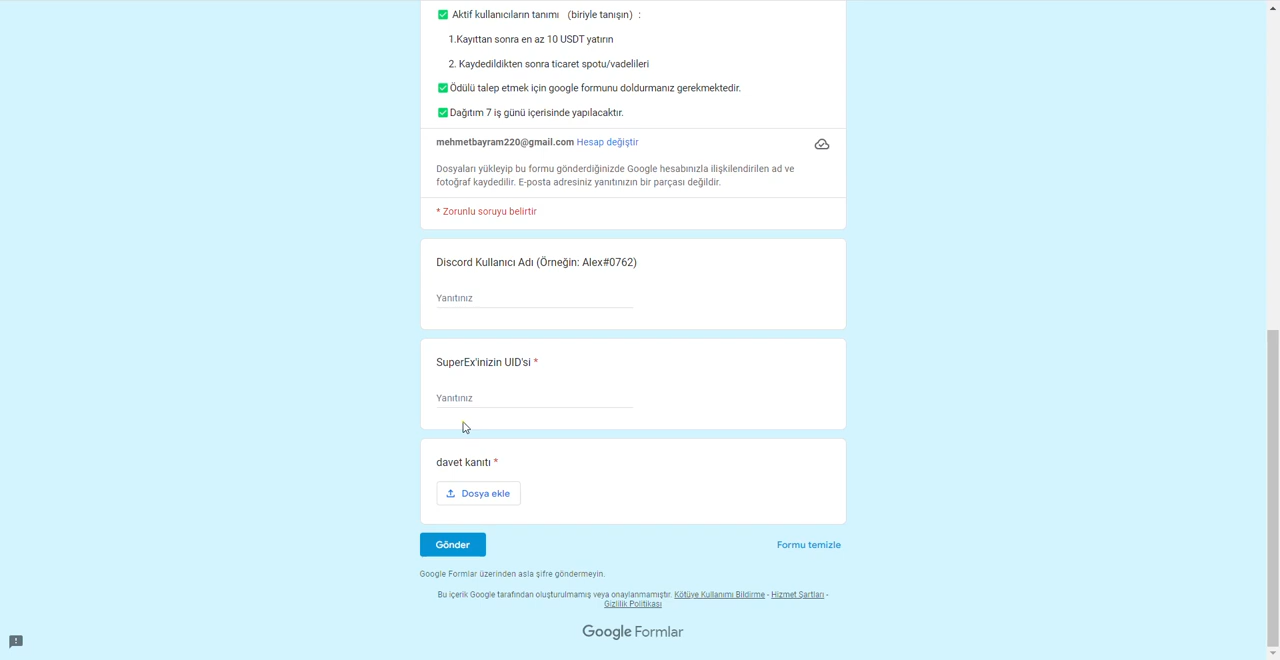 Aktif kullanıcıların tanımı （biriyle tanışın）:
1.Kayıttan sonra en az 10 USDT yatırın
2. Kaydedildikten sonra ticaret spotu/vadelileri
Ödülü talep etmek için google formunu doldurmanız gerekmektedir.
Dağıtım 7 iş günü içerisinde yapılacaktır.
mehmetbayram220@gmail.com Hesap değiştir
Dosyaları yükleyip bu formu gönderdiğinizde Google hesabınızla ilişkilendirilen ad ve
fotoğraf kaydedilir. E-posta adresiniz yanıtınızın bir parçası değildir.
* Zorunlu soruyu belirtir
Discord Kullanıcı Adı (Örneğin: Alex#0762)
Yanıtınız
SuperEx'inizin UID'si *
Yanıtınız
davet kanıtı *
Dosya ekle
Gönder
Formu temizle
Google Formlar üzerinden asla şifre göndermeyin.
Bu içerik Google tarafından oluşturulmamış veya onaylanmamıştır. Kötüye Kullanımı Bildirme - Hizmet Şartları -
Gizlilik Politikası
Google Formlar